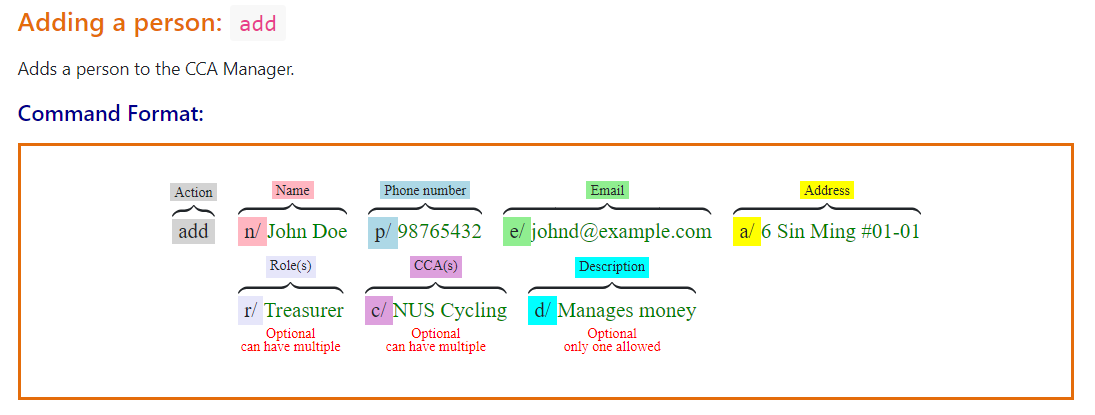 Adding a person: add
Adds a person to the CCA Manager.
Command Format:
Action Name Phone number Email Address
add n/ John Doe p/ 98765432 e/ johnd@example.com a/ 6 Sin Ming #01-01
Role(s) CCA(s) Description
r/ Treasurer c/ NUS Cycling d/ Manages money
Optional Optional Optional
can have multiple can have multiple only one allowed